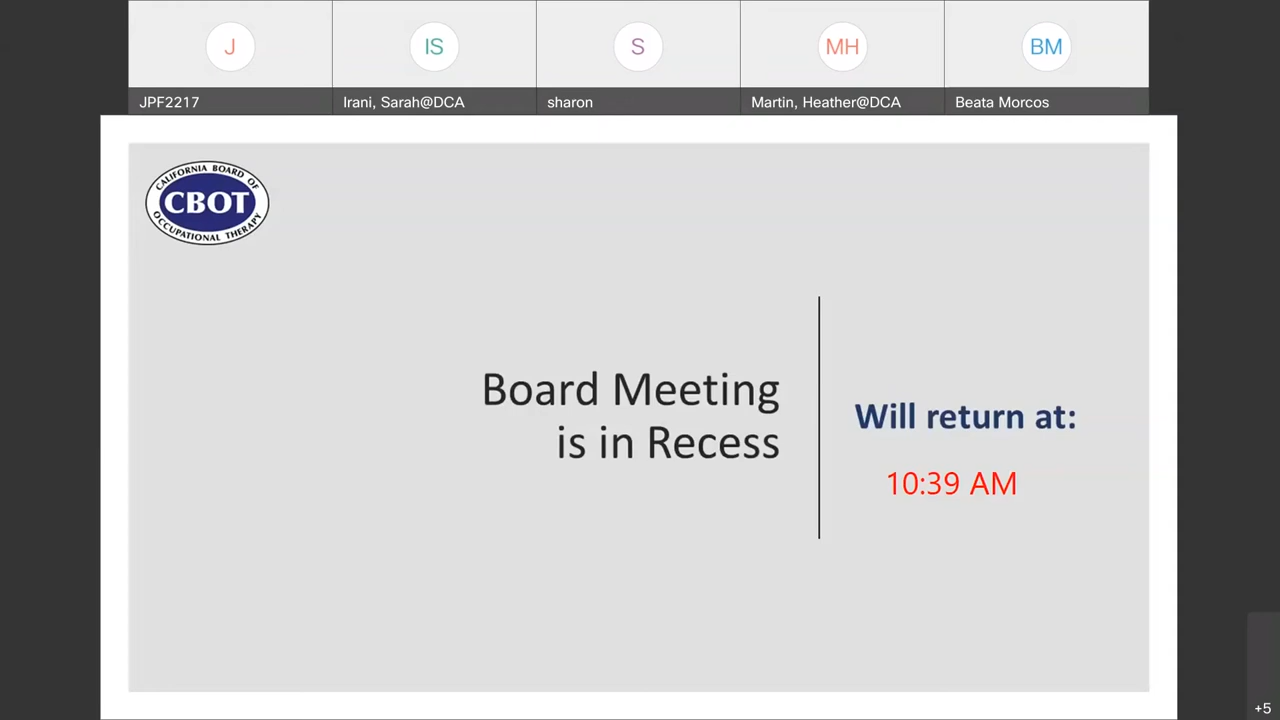 J
IS
S
MH
BM
JPF2217
Irani, Sarah@DCA
sharon
Martin, Heather@DCA
Beata Morcos
CALIFORNIA BOARD OF
CBOT
OCCUPATIONAL THERAPY
Board Meeting
is in Recess
Will return at:
10:39 AM
+5